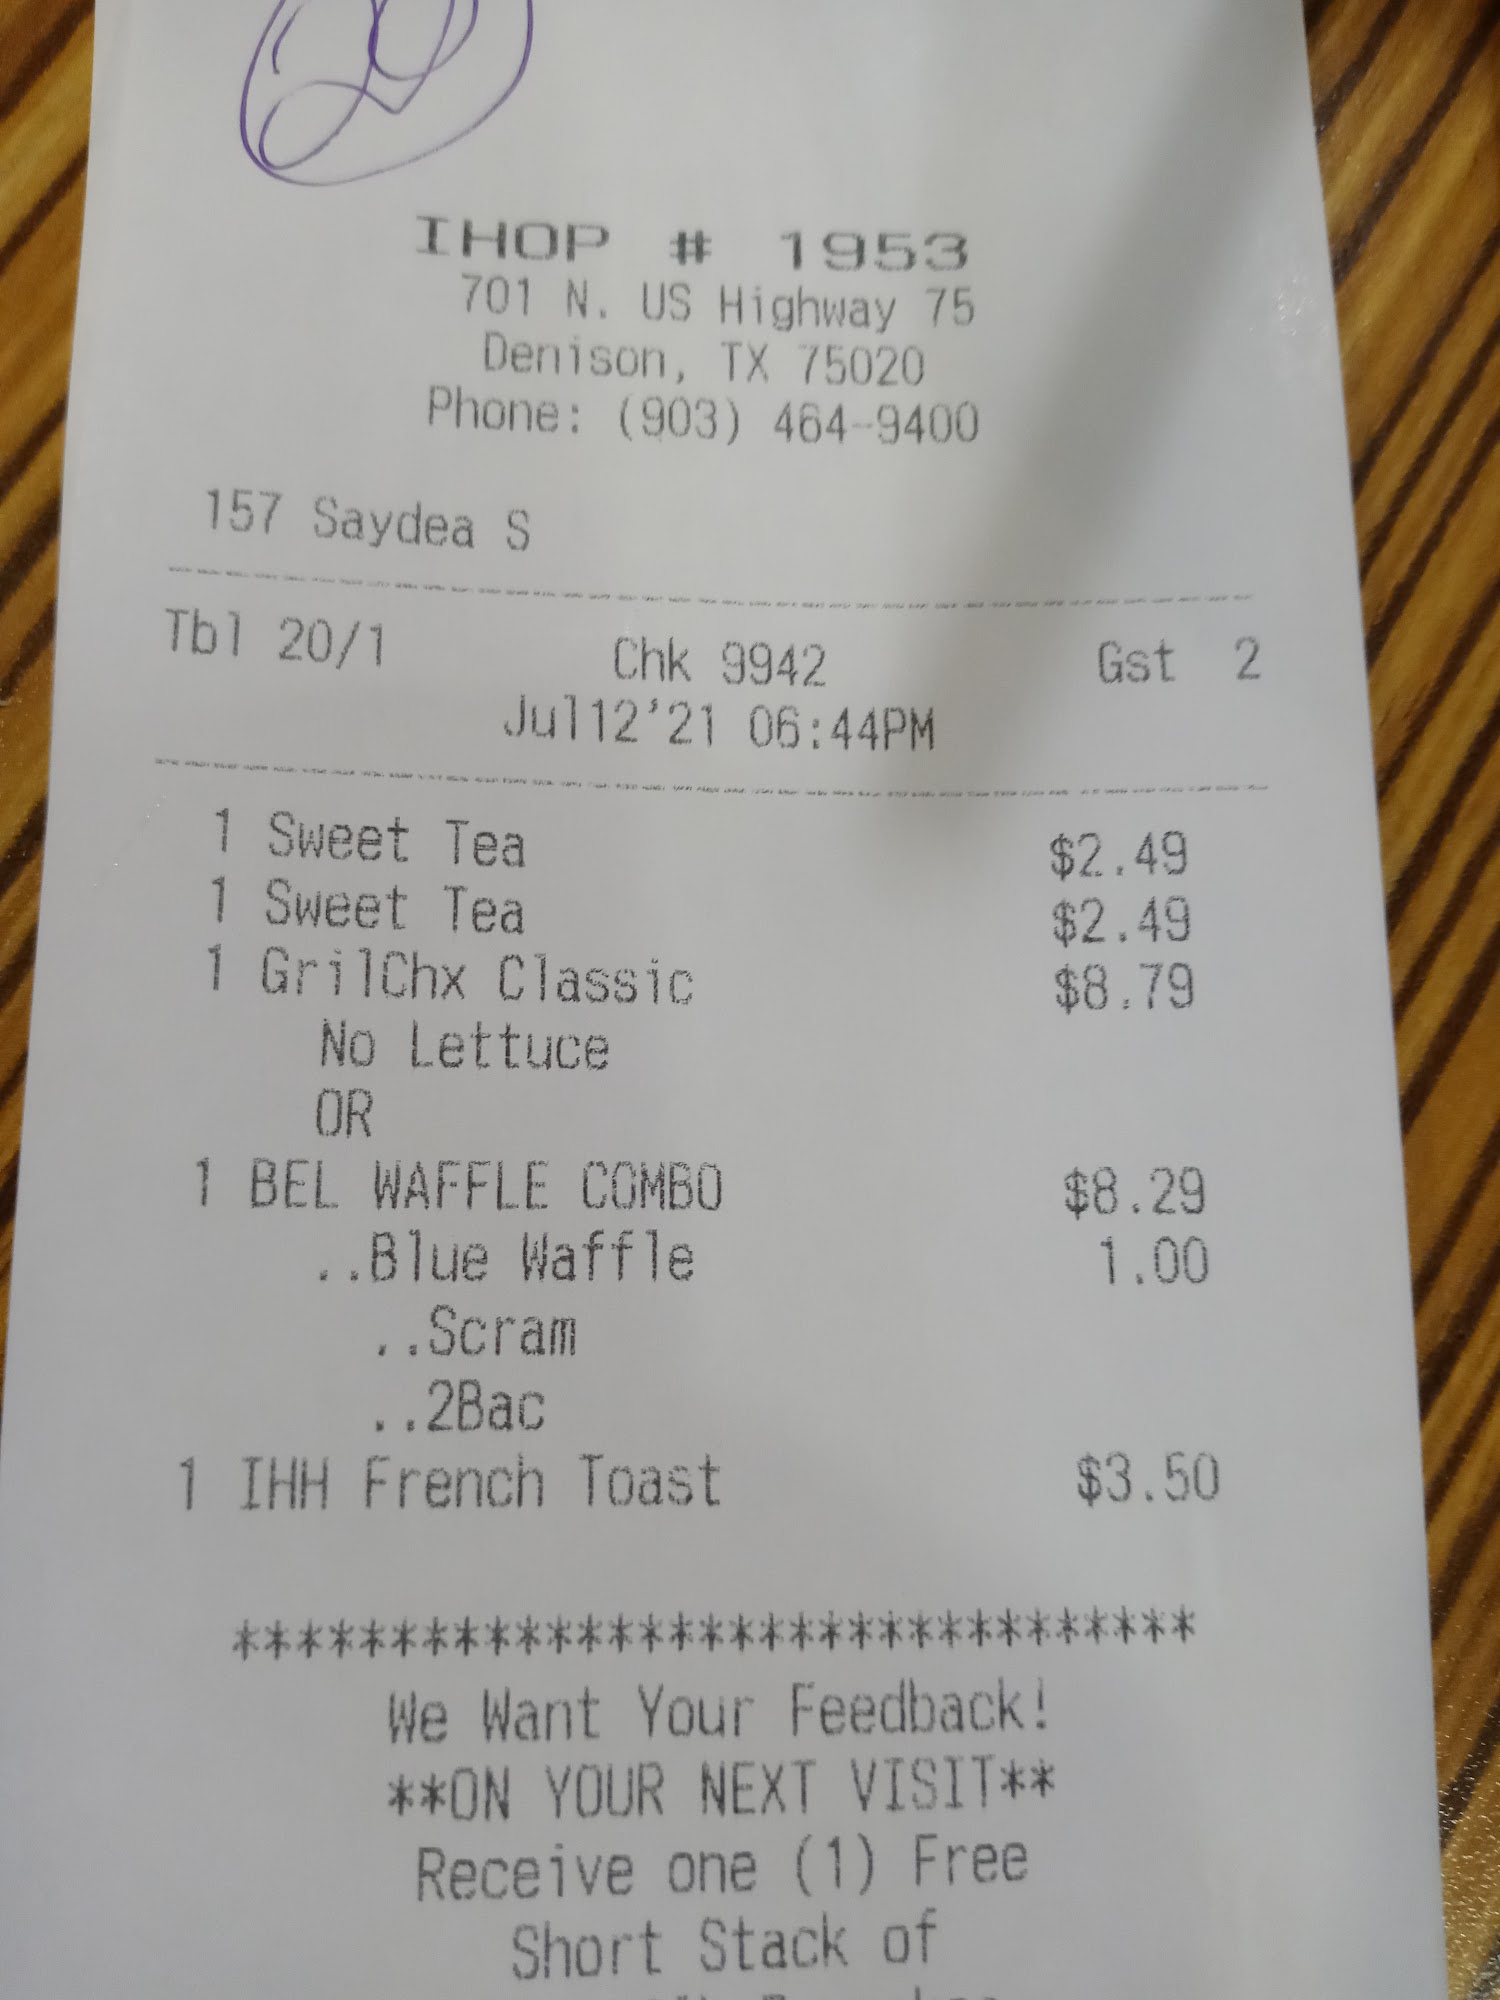 20
IHOP # 1953
701 N. US Highway 75
Denison, TX 75020
Phone: (903) 464-9400
157 Saydea S
Tbl 20/1 Chk 9942 Gst 2
Jul12'21 06:44PM
1 Sweet Tea $2.49
1 Sweet Tea $2.49
1 GrilChx Classic $8.79
No Lettuce
OR
1 BEL WAFFLE COMBO $8.29
..Blue Waffle 1.00
..Scram
..2Bac
1 IHH French Toast $3.50
********************************
We Want Your Feedback!
**ON YOUR NEXT VISIT**
Receive one (1) Free
Short Stack of